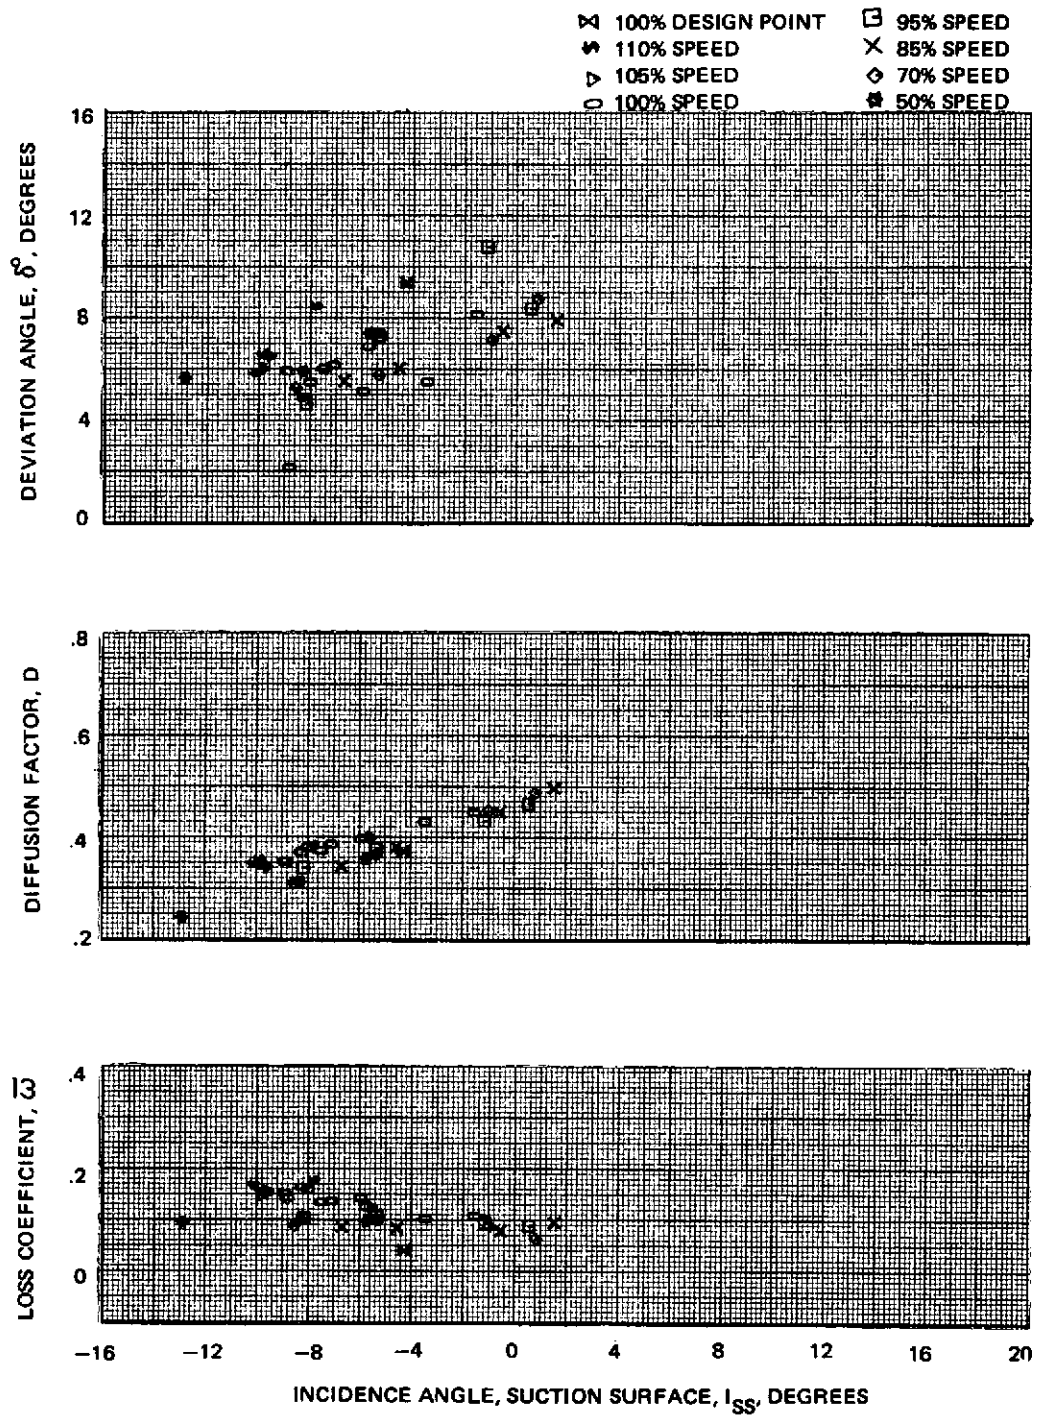 100% DESIGN POINT
110% SPEED
105% SPEED
100% SPEED
95% SPEED
85% SPEED
70% SPEED
50% SPEED
DEVIATION ANGLE, δ°, DEGREES
16
12
8
4
0
DIFFUSION FACTOR, D
.8
.6
.4
.2
LOSS COEFFICIENT, ω̅
.4
.2
0
−16 −12 −8 −4 0 4 8 12 16 20
INCIDENCE ANGLE, SUCTION SURFACE, I_SS, DEGREES